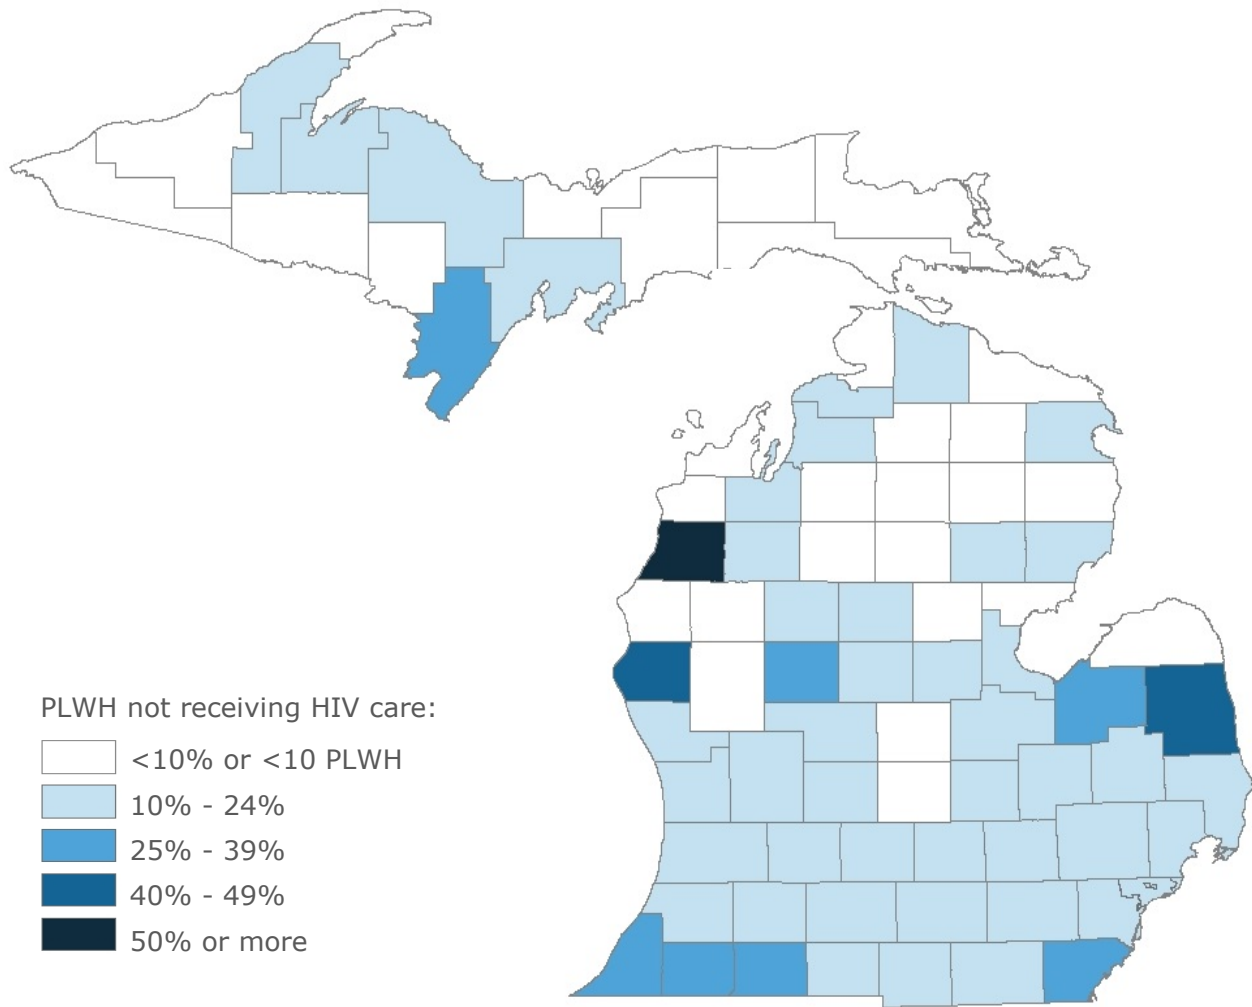 PLWH not receiving HIV care:
<10% or <10 PLWH
10% - 24%
25% - 39%
40% - 49%
50% or more